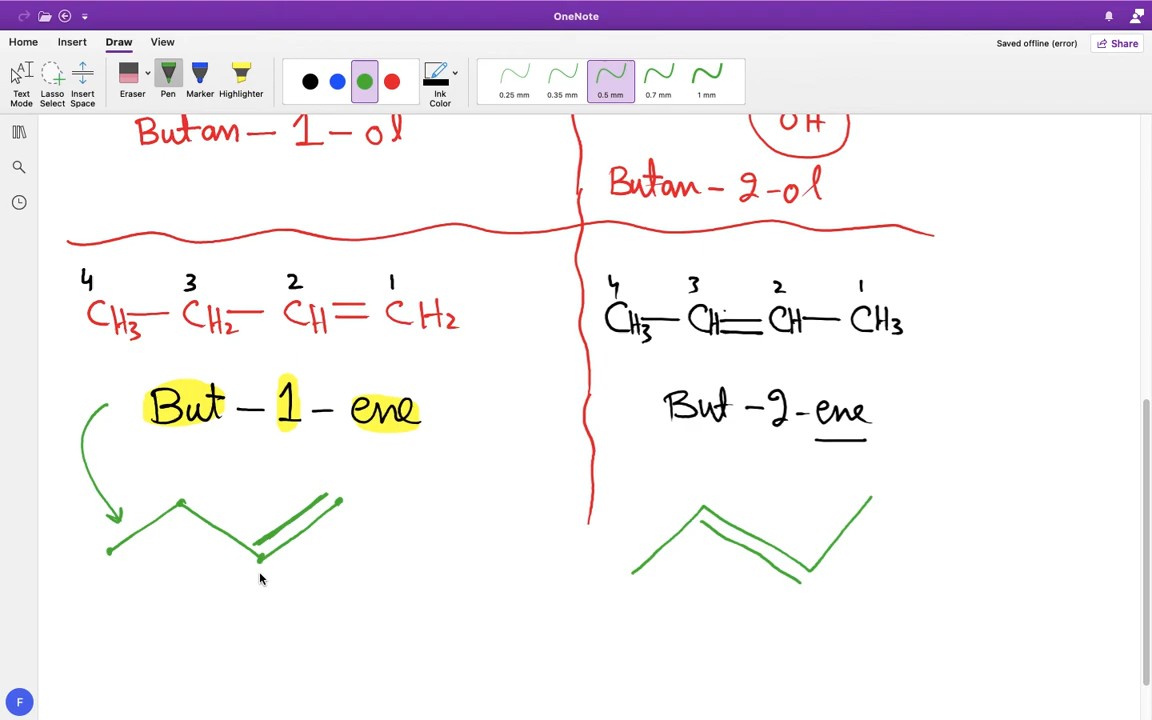 OneNote
Home Insert Draw View
Saved offline (error)
Share
Text Mode
Lasso Select
Insert Space
Eraser
Pen
Marker
Highlighter
Ink Color
0.25 mm
0.35 mm
0.5 mm
0.7 mm
1 mm
Butan - 1 - ol
OH
Butan - 2 - ol
4 3 2 1
CH₃ — CH₂ — CH = CH₂
But - 1 - ene
4 3 2 1
CH₃ — CH = CH — CH₃
But - 2 - ene
F